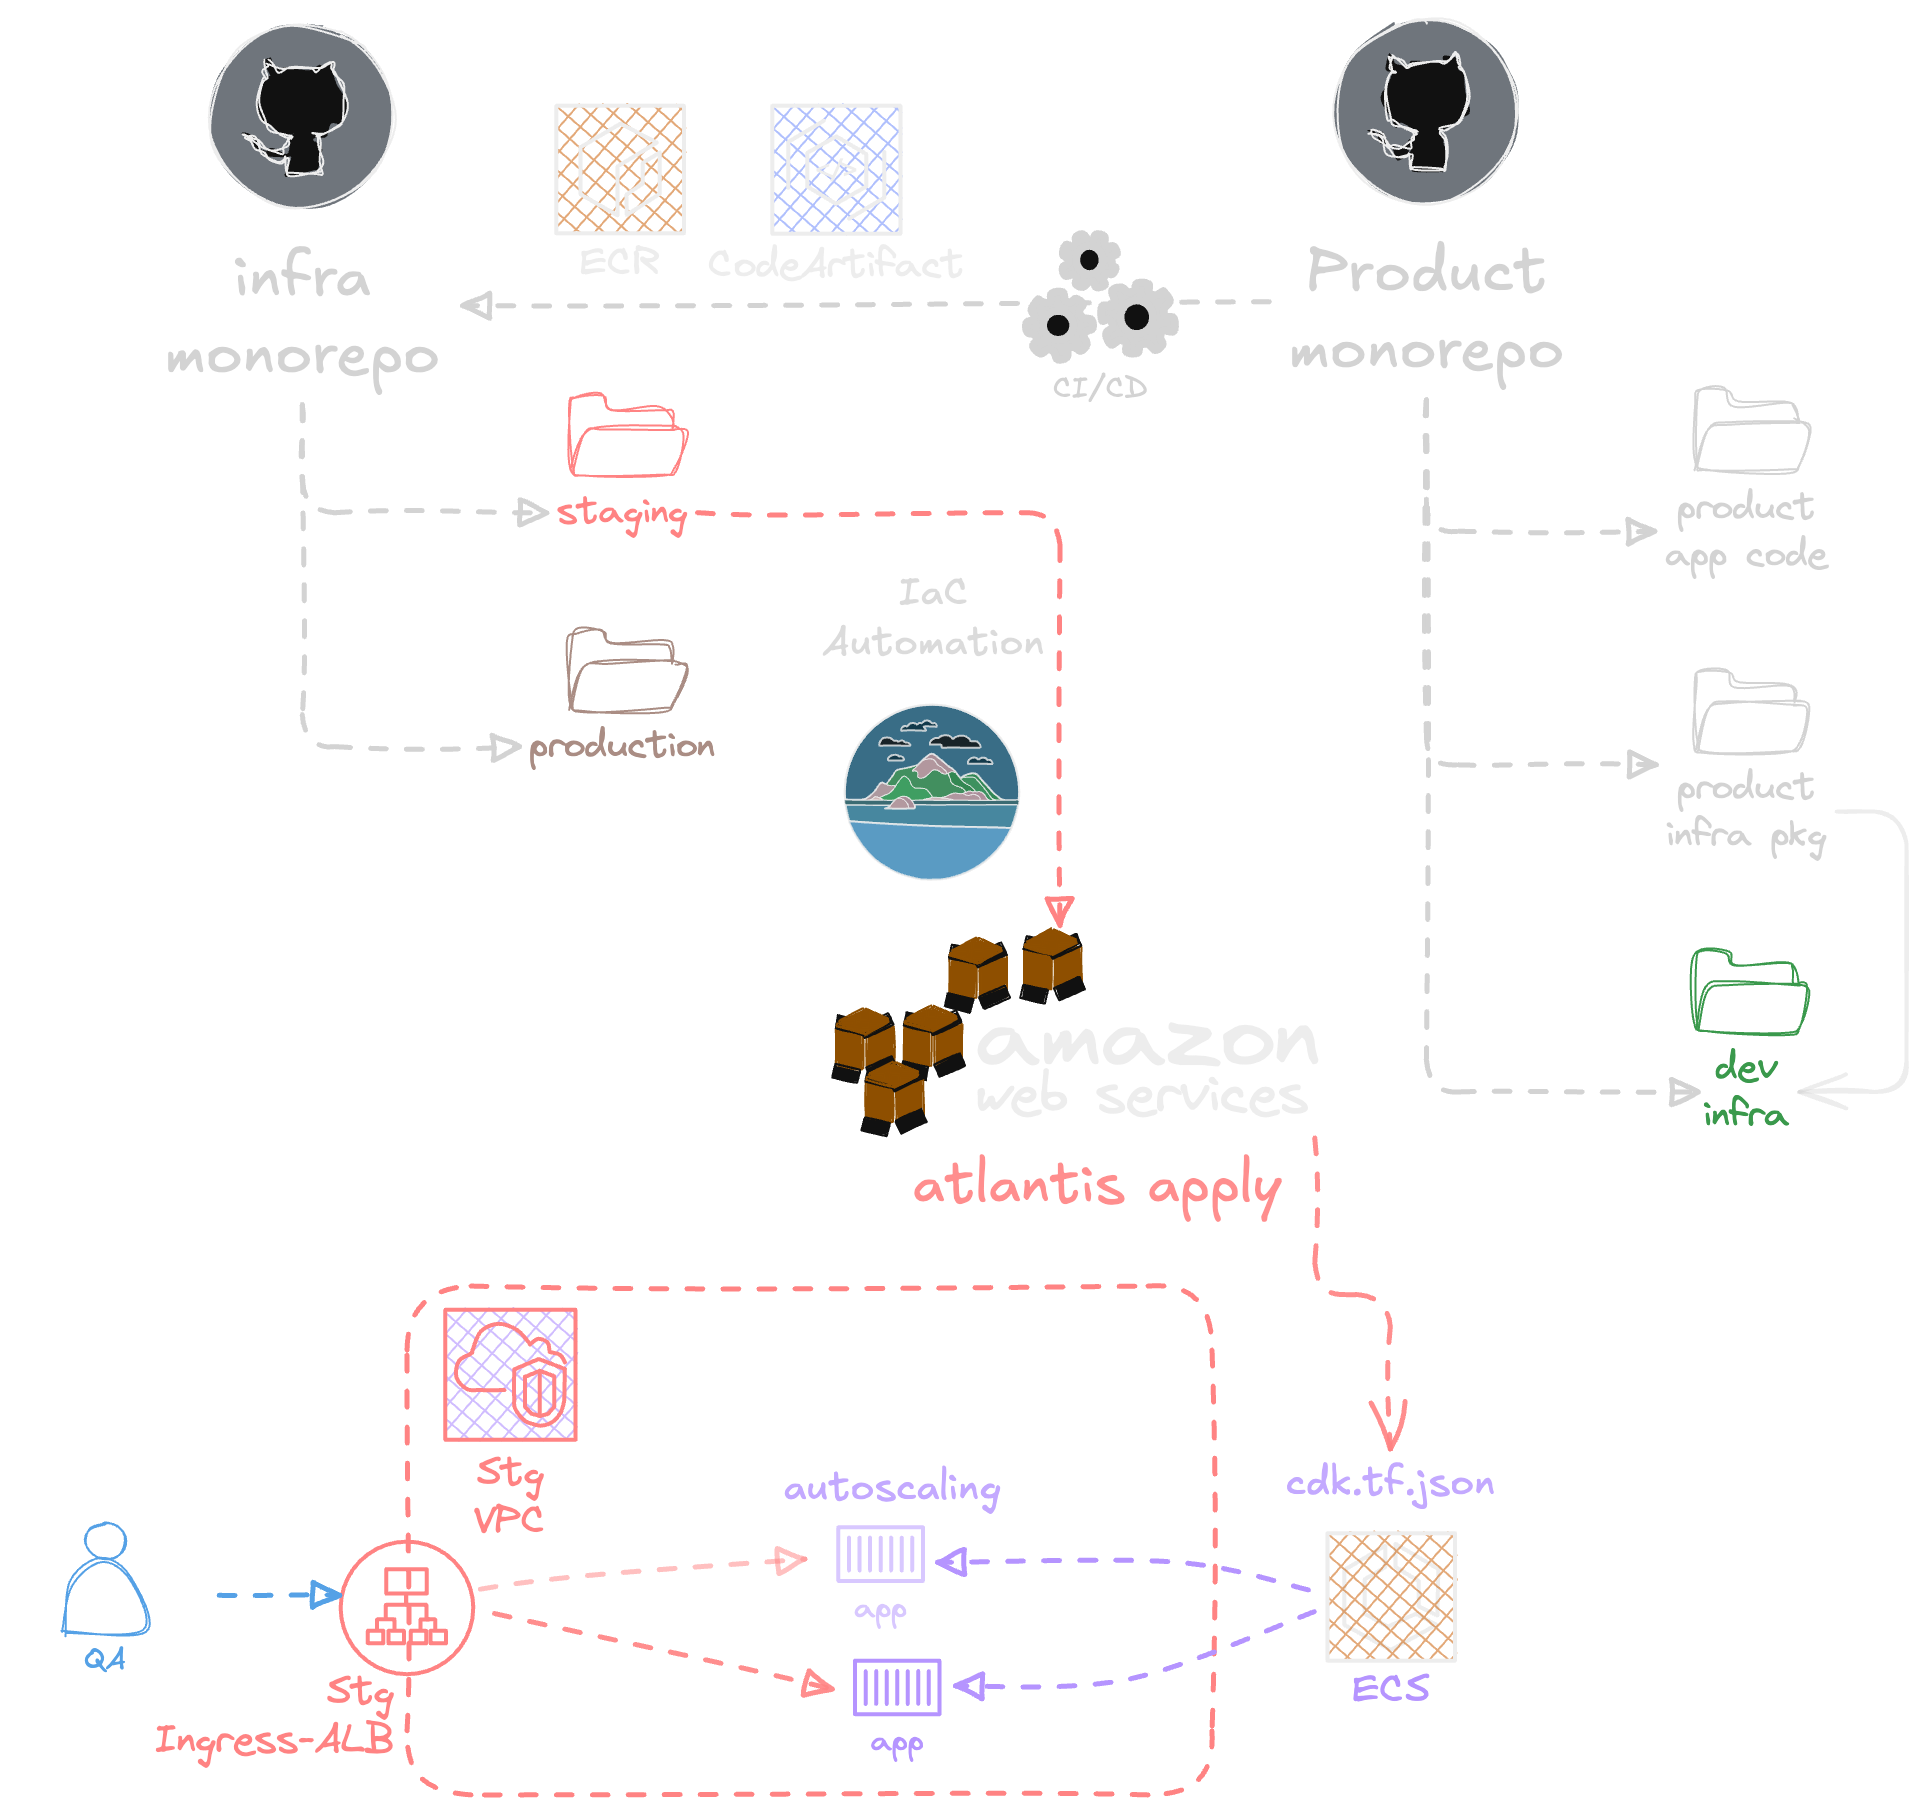 infra
monorepo
ECR
CodeArtifact
CI/CD
Product
monorepo
staging
production
IaC
Automation
product
app code
product
infra pkg
dev
infra
amazon
web services
atlantis apply
Stg
VPC
autoscaling
app
app
cdk.tf.json
ECS
QA
Stg
Ingress-ALB